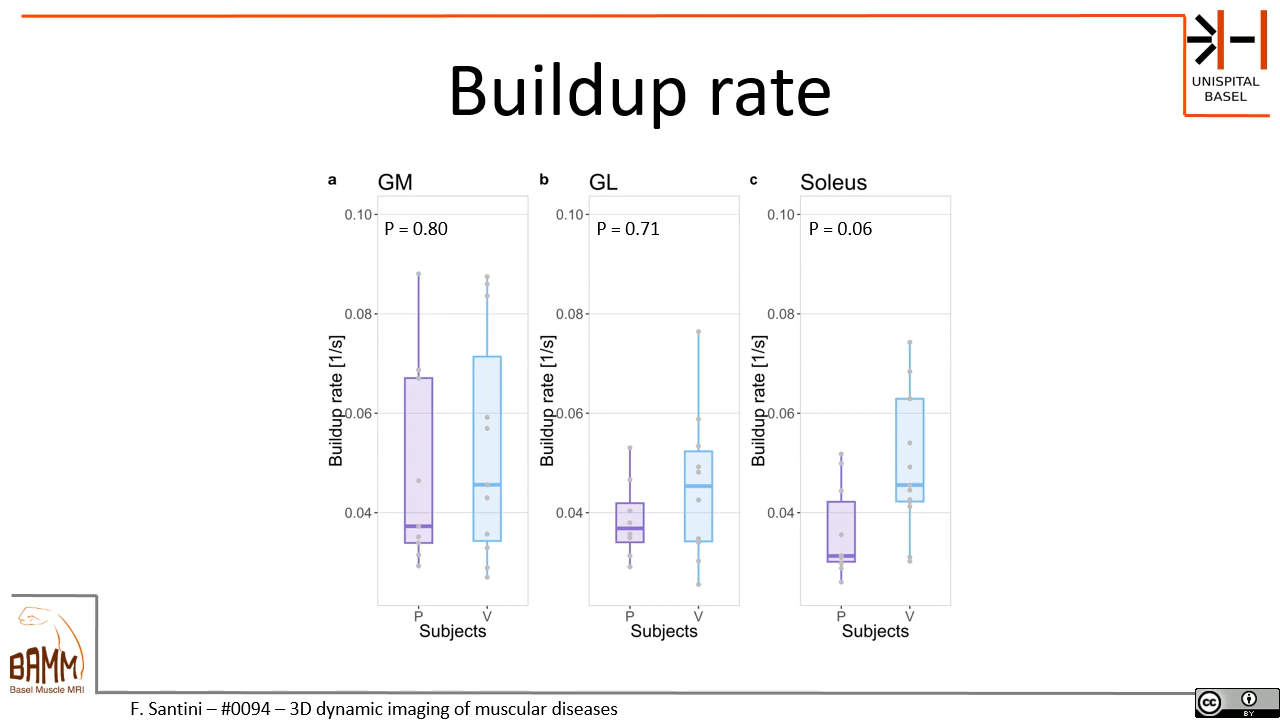 UNISPITAL
BASEL
Buildup rate
a GM
P = 0.80
0.10
0.08
0.06
0.04
Buildup rate [1/s]
P V
Subjects
b GL
P = 0.71
0.10
0.08
0.06
0.04
Buildup rate [1/s]
P V
Subjects
c Soleus
P = 0.06
0.10
0.08
0.06
0.04
Buildup rate [1/s]
P V
Subjects
BAMM
Basel Muscle MRI
F. Santini – #0094 – 3D dynamic imaging of muscular diseases
cc
BY